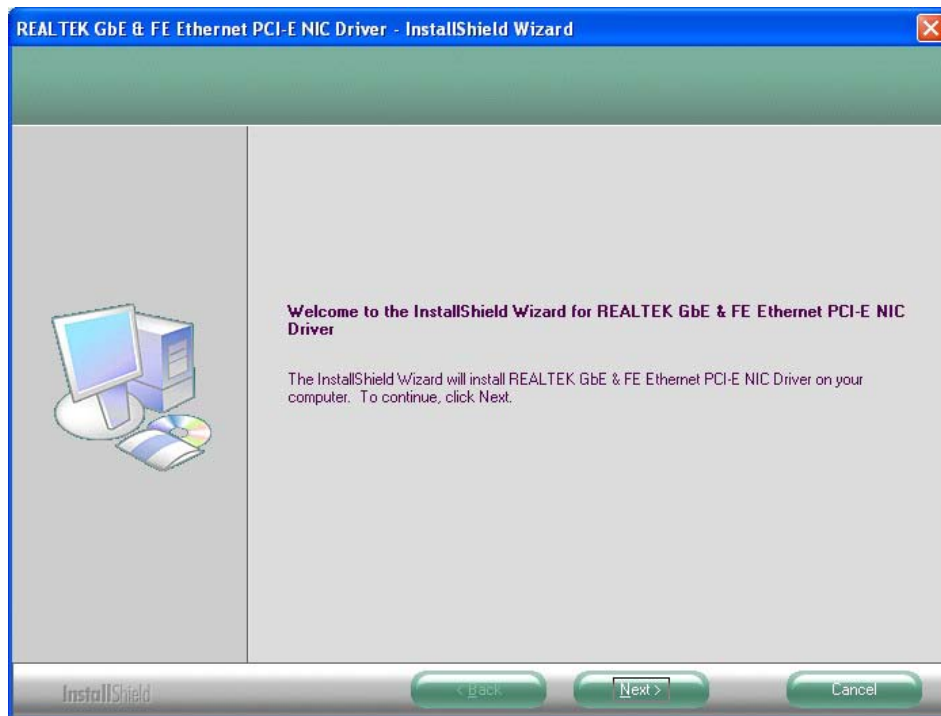 REALTEK GbE & FE Ethernet PCI-E NIC Driver - InstallShield Wizard
Welcome to the InstallShield Wizard for REALTEK GbE & FE Ethernet PCI-E NIC
Driver
The InstallShield Wizard will install REALTEK GbE & FE Ethernet PCI-E NIC Driver on your
computer. To continue, click Next.
InstallShield
< Back
Next >
Cancel